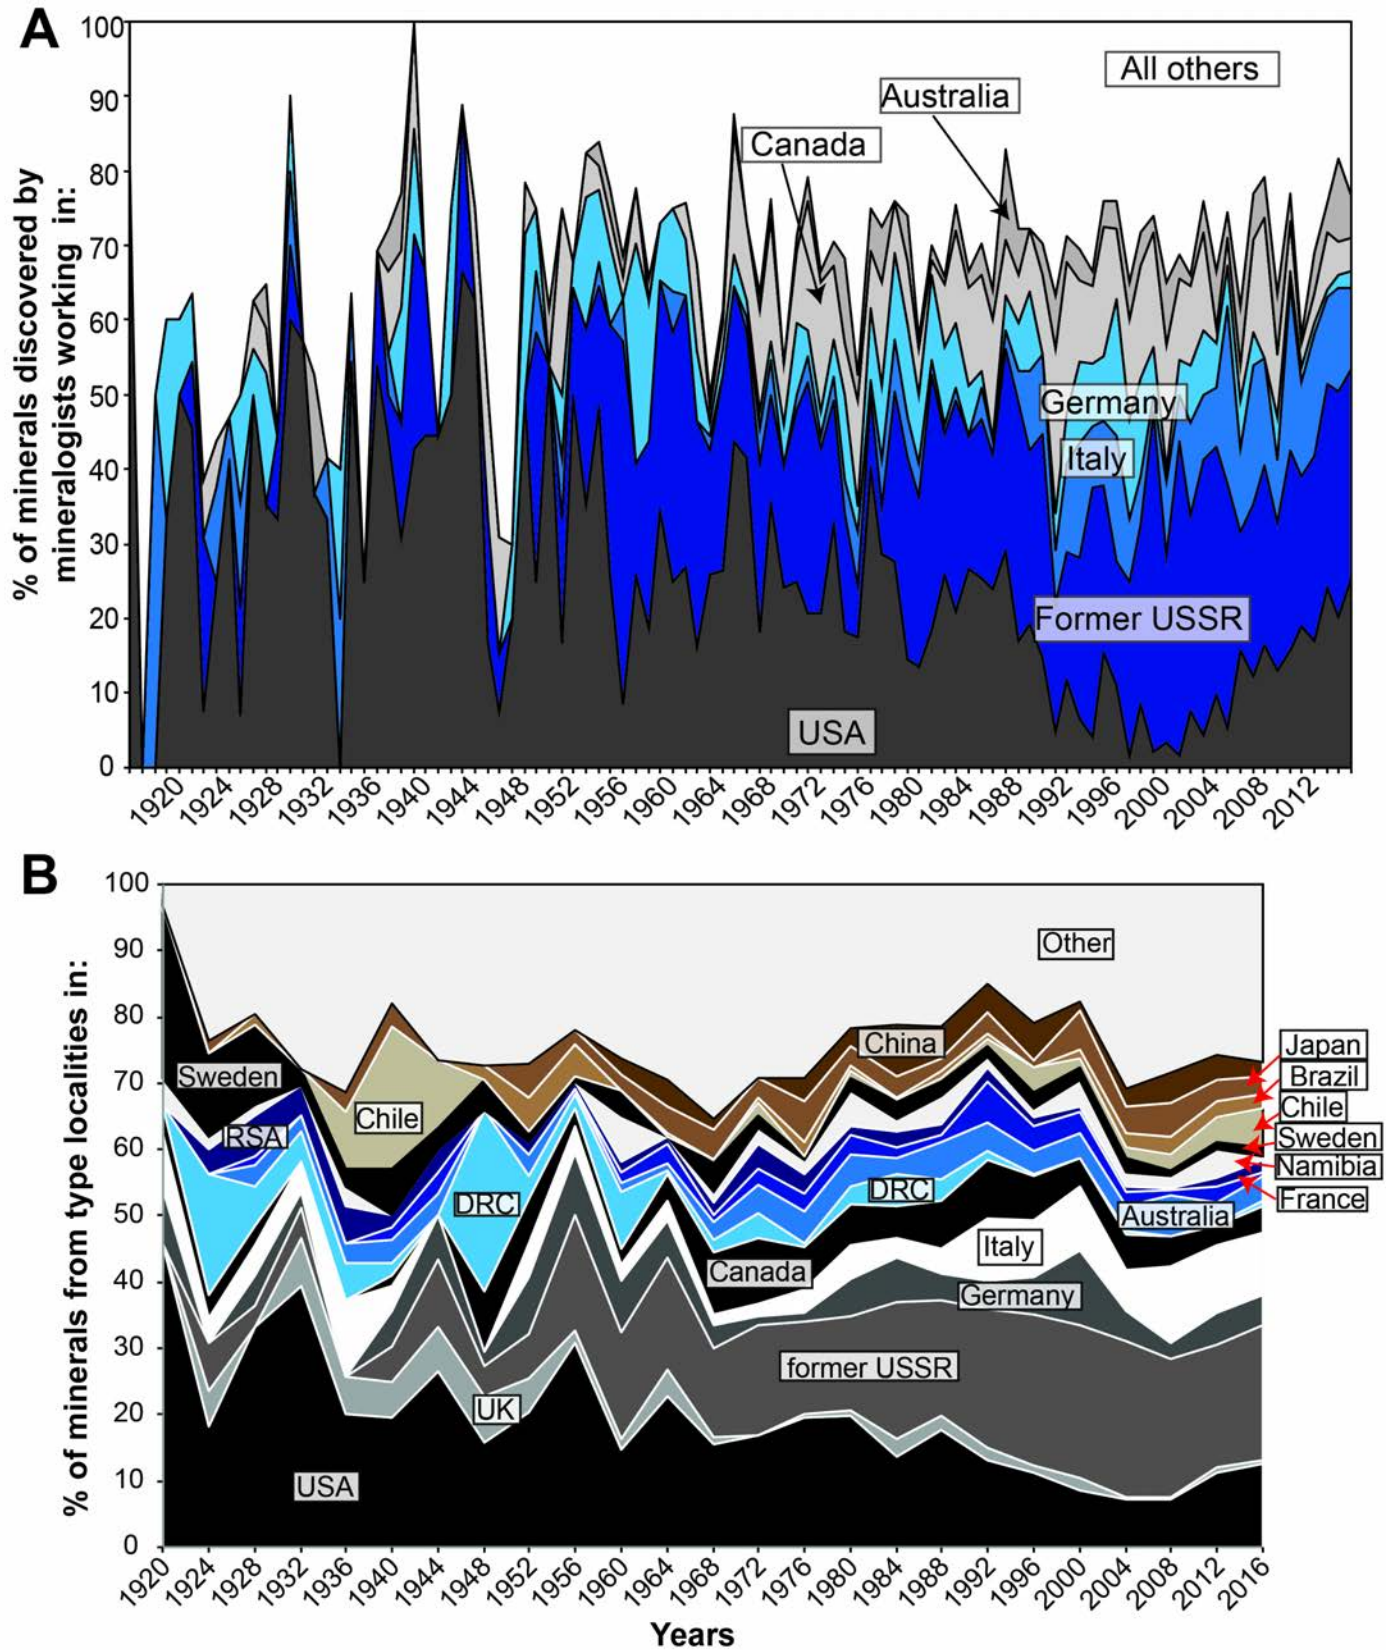 A
% of minerals discovered by
mineralogists working in:
100
90
80
70
60
50
40
30
20
10
0
All others
Australia
Canada
Germany
Italy
Former USSR
USA
1920
1924
1928
1932
1936
1940
1944
1948
1952
1956
1960
1964
1968
1972
1976
1980
1984
1988
1992
1996
2000
2004
2008
2012
B
% of minerals from type localities in:
100
90
80
70
60
50
40
30
20
10
0
Other
China
Sweden
Chile
RSA
DRC
DRC
Australia
Canada
Italy
Germany
former USSR
UK
USA
Japan
Brazil
Chile
Sweden
Namibia
France
1920
1924
1928
1932
1936
1940
1944
1948
1952
1956
1960
1964
1968
1972
1976
1980
1984
1988
1992
1996
2000
2004
2008
2012
2016
Years